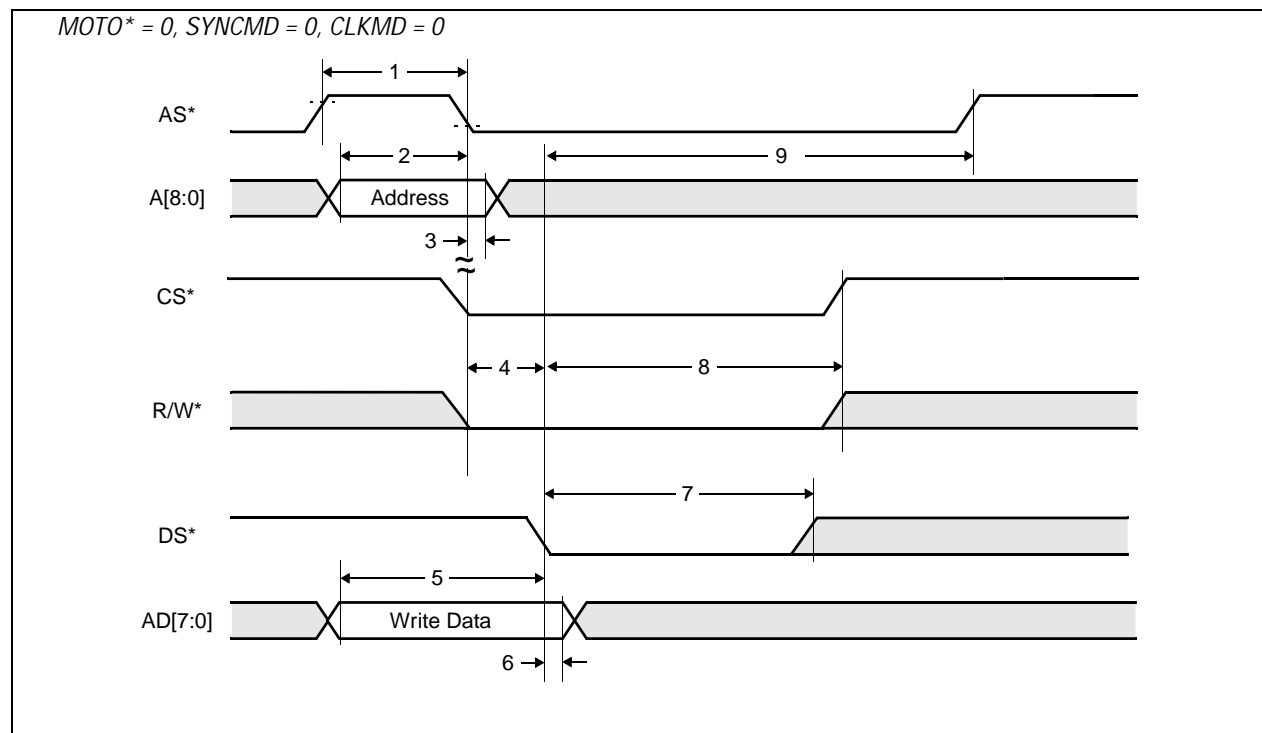 MOTO* = 0, SYNCMD = 0, CLKMD = 0
1
AS*
2
9
A[8:0]
Address
3
CS*
4
8
R/W*
7
DS*
5
AD[7:0]
Write Data
6